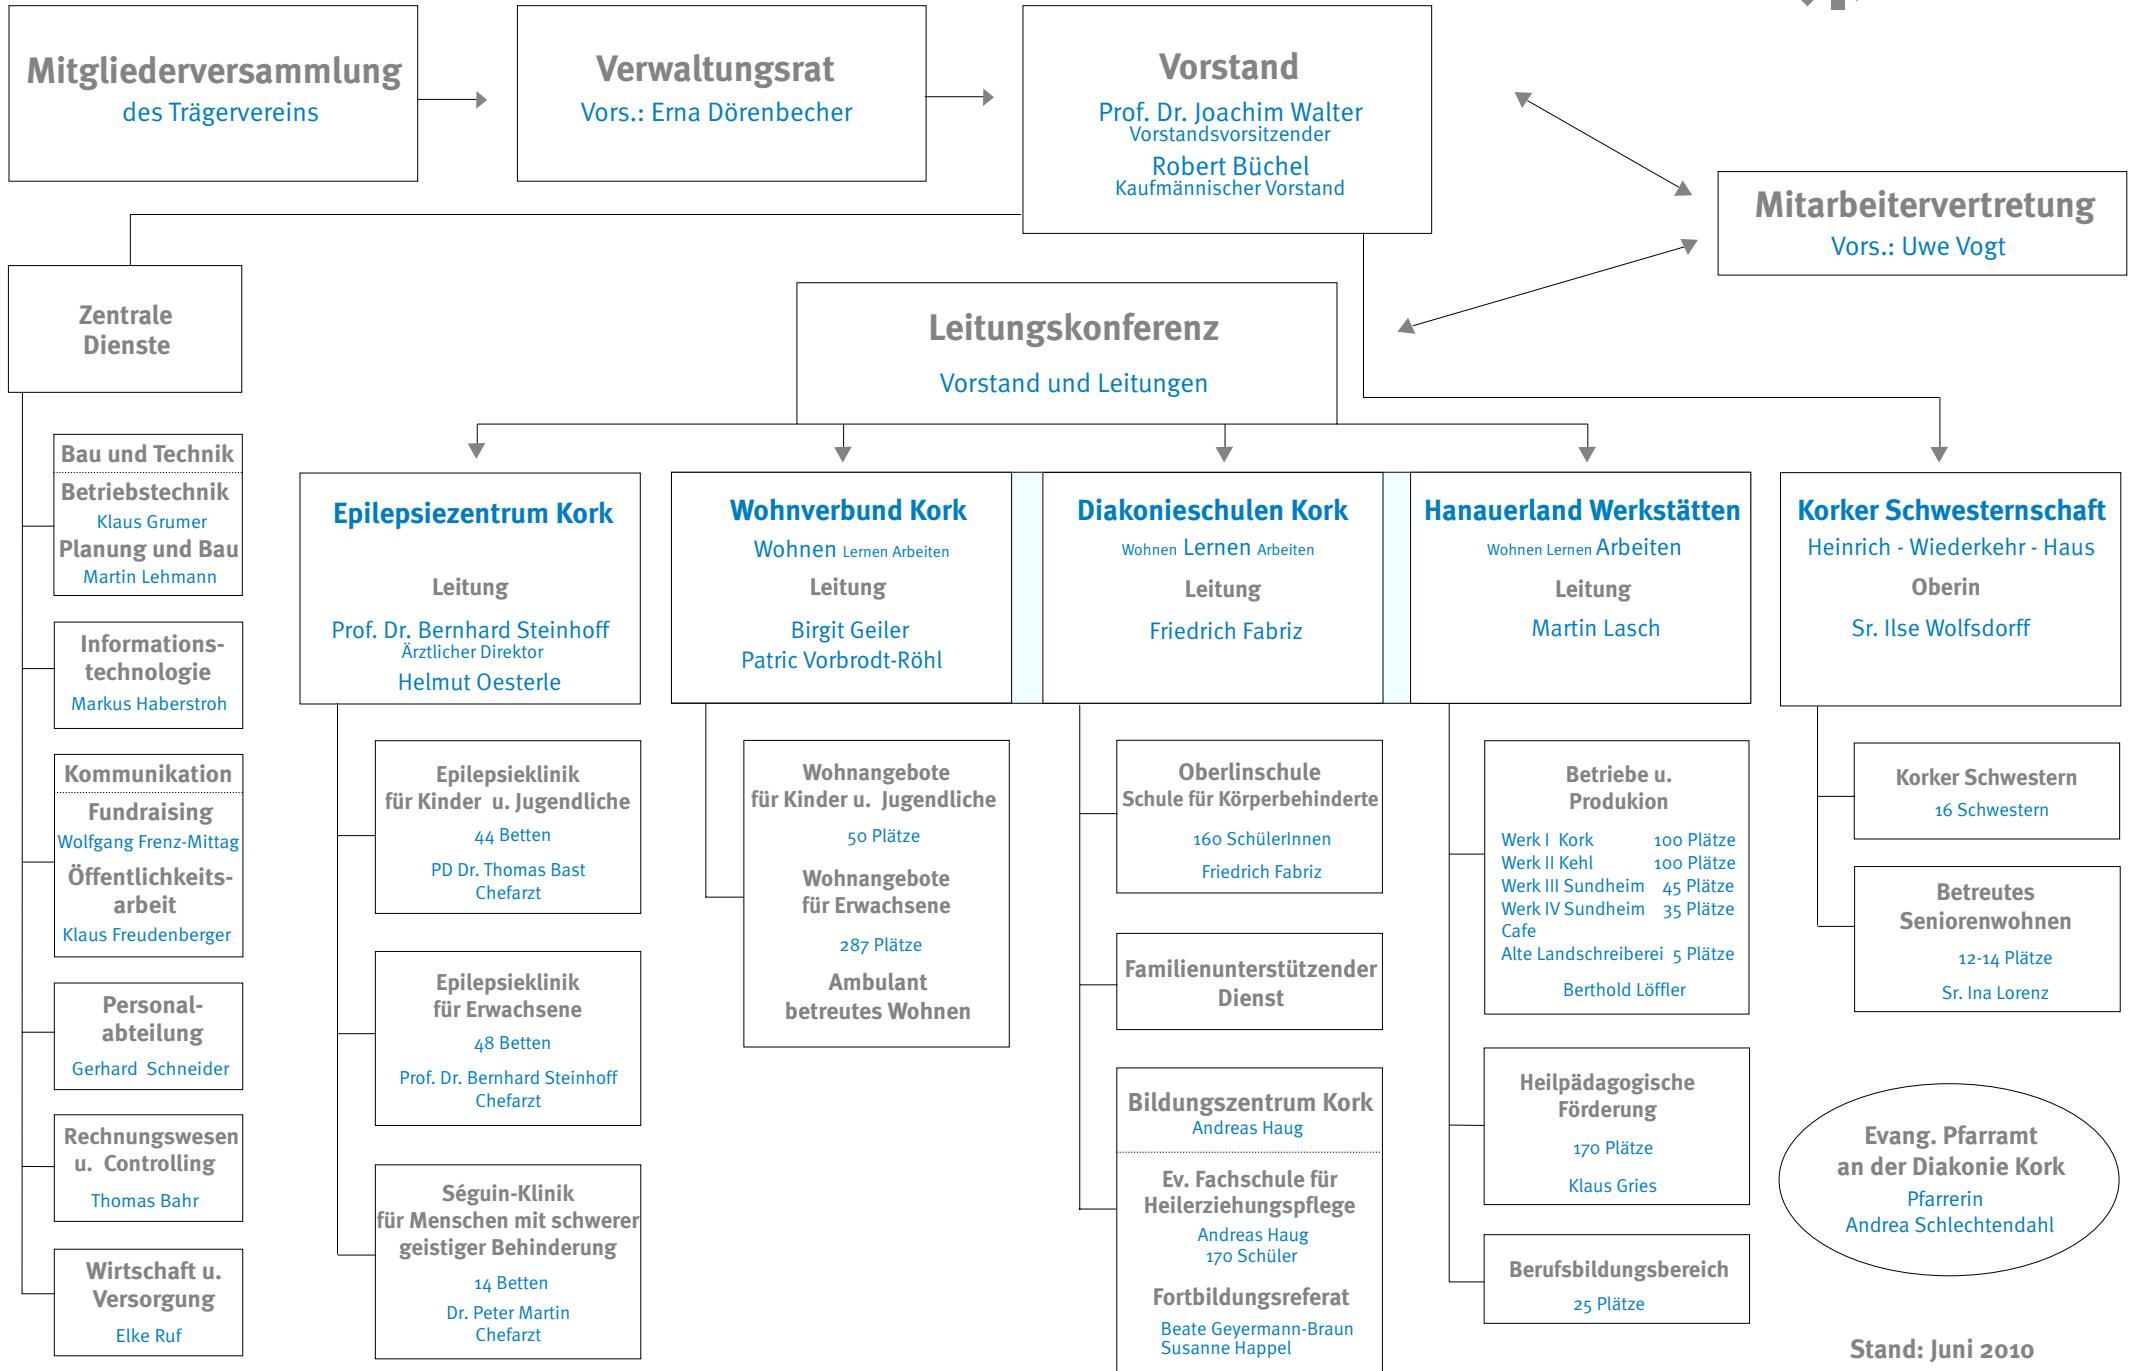 Mitgliederversammlung
des Trägervereins
Verwaltungsrat
Vors.: Erna Dörenbecher
Vorstand
Prof. Dr. Joachim Walter
Vorstandsvorsitzender
Robert Büchel
Kaufmännischer Vorstand
Mitarbeitervertretung
Vors.: Uwe Vogt
Zentrale
Dienste
Leitungskonferenz
Vorstand und Leitungen
Bau und Technik
Betriebstechnik
Klaus Grumer
Planung und Bau
Martin Lehmann
Informations-
technologie
Markus Haberstroh
Kommunikation
Fundraising
Wolfgang Frenz-Mittag
Öffentlichkeits-
arbeit
Klaus Freudenberger
Personal-
abteilung
Gerhard Schneider
Rechnungswesen
u. Controlling
Thomas Bahr
Wirtschaft u.
Versorgung
Elke Ruf
Epilepsiezentrum Kork
Leitung
Prof. Dr. Bernhard Steinhoff
Ärztlicher Direktor
Helmut Oesterle
Epilepsieklinik
für Kinder u. Jugendliche
44 Betten
PD Dr. Thomas Bast
Chefarzt
Epilepsieklinik
für Erwachsene
48 Betten
Prof. Dr. Bernhard Steinhoff
Chefarzt
Séguin-Klinik
für Menschen mit schwerer
geistiger Behinderung
14 Betten
Dr. Peter Martin
Chefarzt
Wohnverbund Kork
Wohnen Lernen Arbeiten
Leitung
Birgit Geiler
Patric Vorbrodt-Röhl
Wohnangebote
für Kinder u. Jugendliche
50 Plätze
Wohnangebote
für Erwachsene
287 Plätze
Ambulant
betreutes Wohnen
Diakonieschulen Kork
Wohnen Lernen Arbeiten
Leitung
Friedrich Fabriz
Oberlinschule
Schule für Körperbehinderte
160 SchülerInnen
Friedrich Fabriz
Familienunterstützender
Dienst
Bildungszentrum Kork
Andreas Haug
Ev. Fachschule für
Heilerziehungspflege
Andreas Haug
170 Schüler
Fortbildungsreferat
Beate Geyermann-Braun
Susanne Happel
Hanauerland Werkstätten
Wohnen Lernen Arbeiten
Leitung
Martin Lasch
Betriebe u.
Produkion
Werk I Kork 100 Plätze
Werk II Kehl 100 Plätze
Werk III Sundheim 45 Plätze
Werk IV Sundheim 35 Plätze
Cafe
Alte Landschreiberei 5 Plätze
Berthold Löffler
Heilpädagogische
Förderung
170 Plätze
Klaus Gries
Berufsbildungsbereich
25 Plätze
Korker Schwesternschaft
Heinrich - Wiederkehr - Haus
Oberin
Sr. Ilse Wolfsdorff
Korker Schwestern
16 Schwestern
Betreutes
Seniorenwohnen
12-14 Plätze
Sr. Ina Lorenz
Evang. Pfarramt
an der Diakonie Kork
Pfarrerin
Andrea Schlechtendahl
Stand: Juni 2010